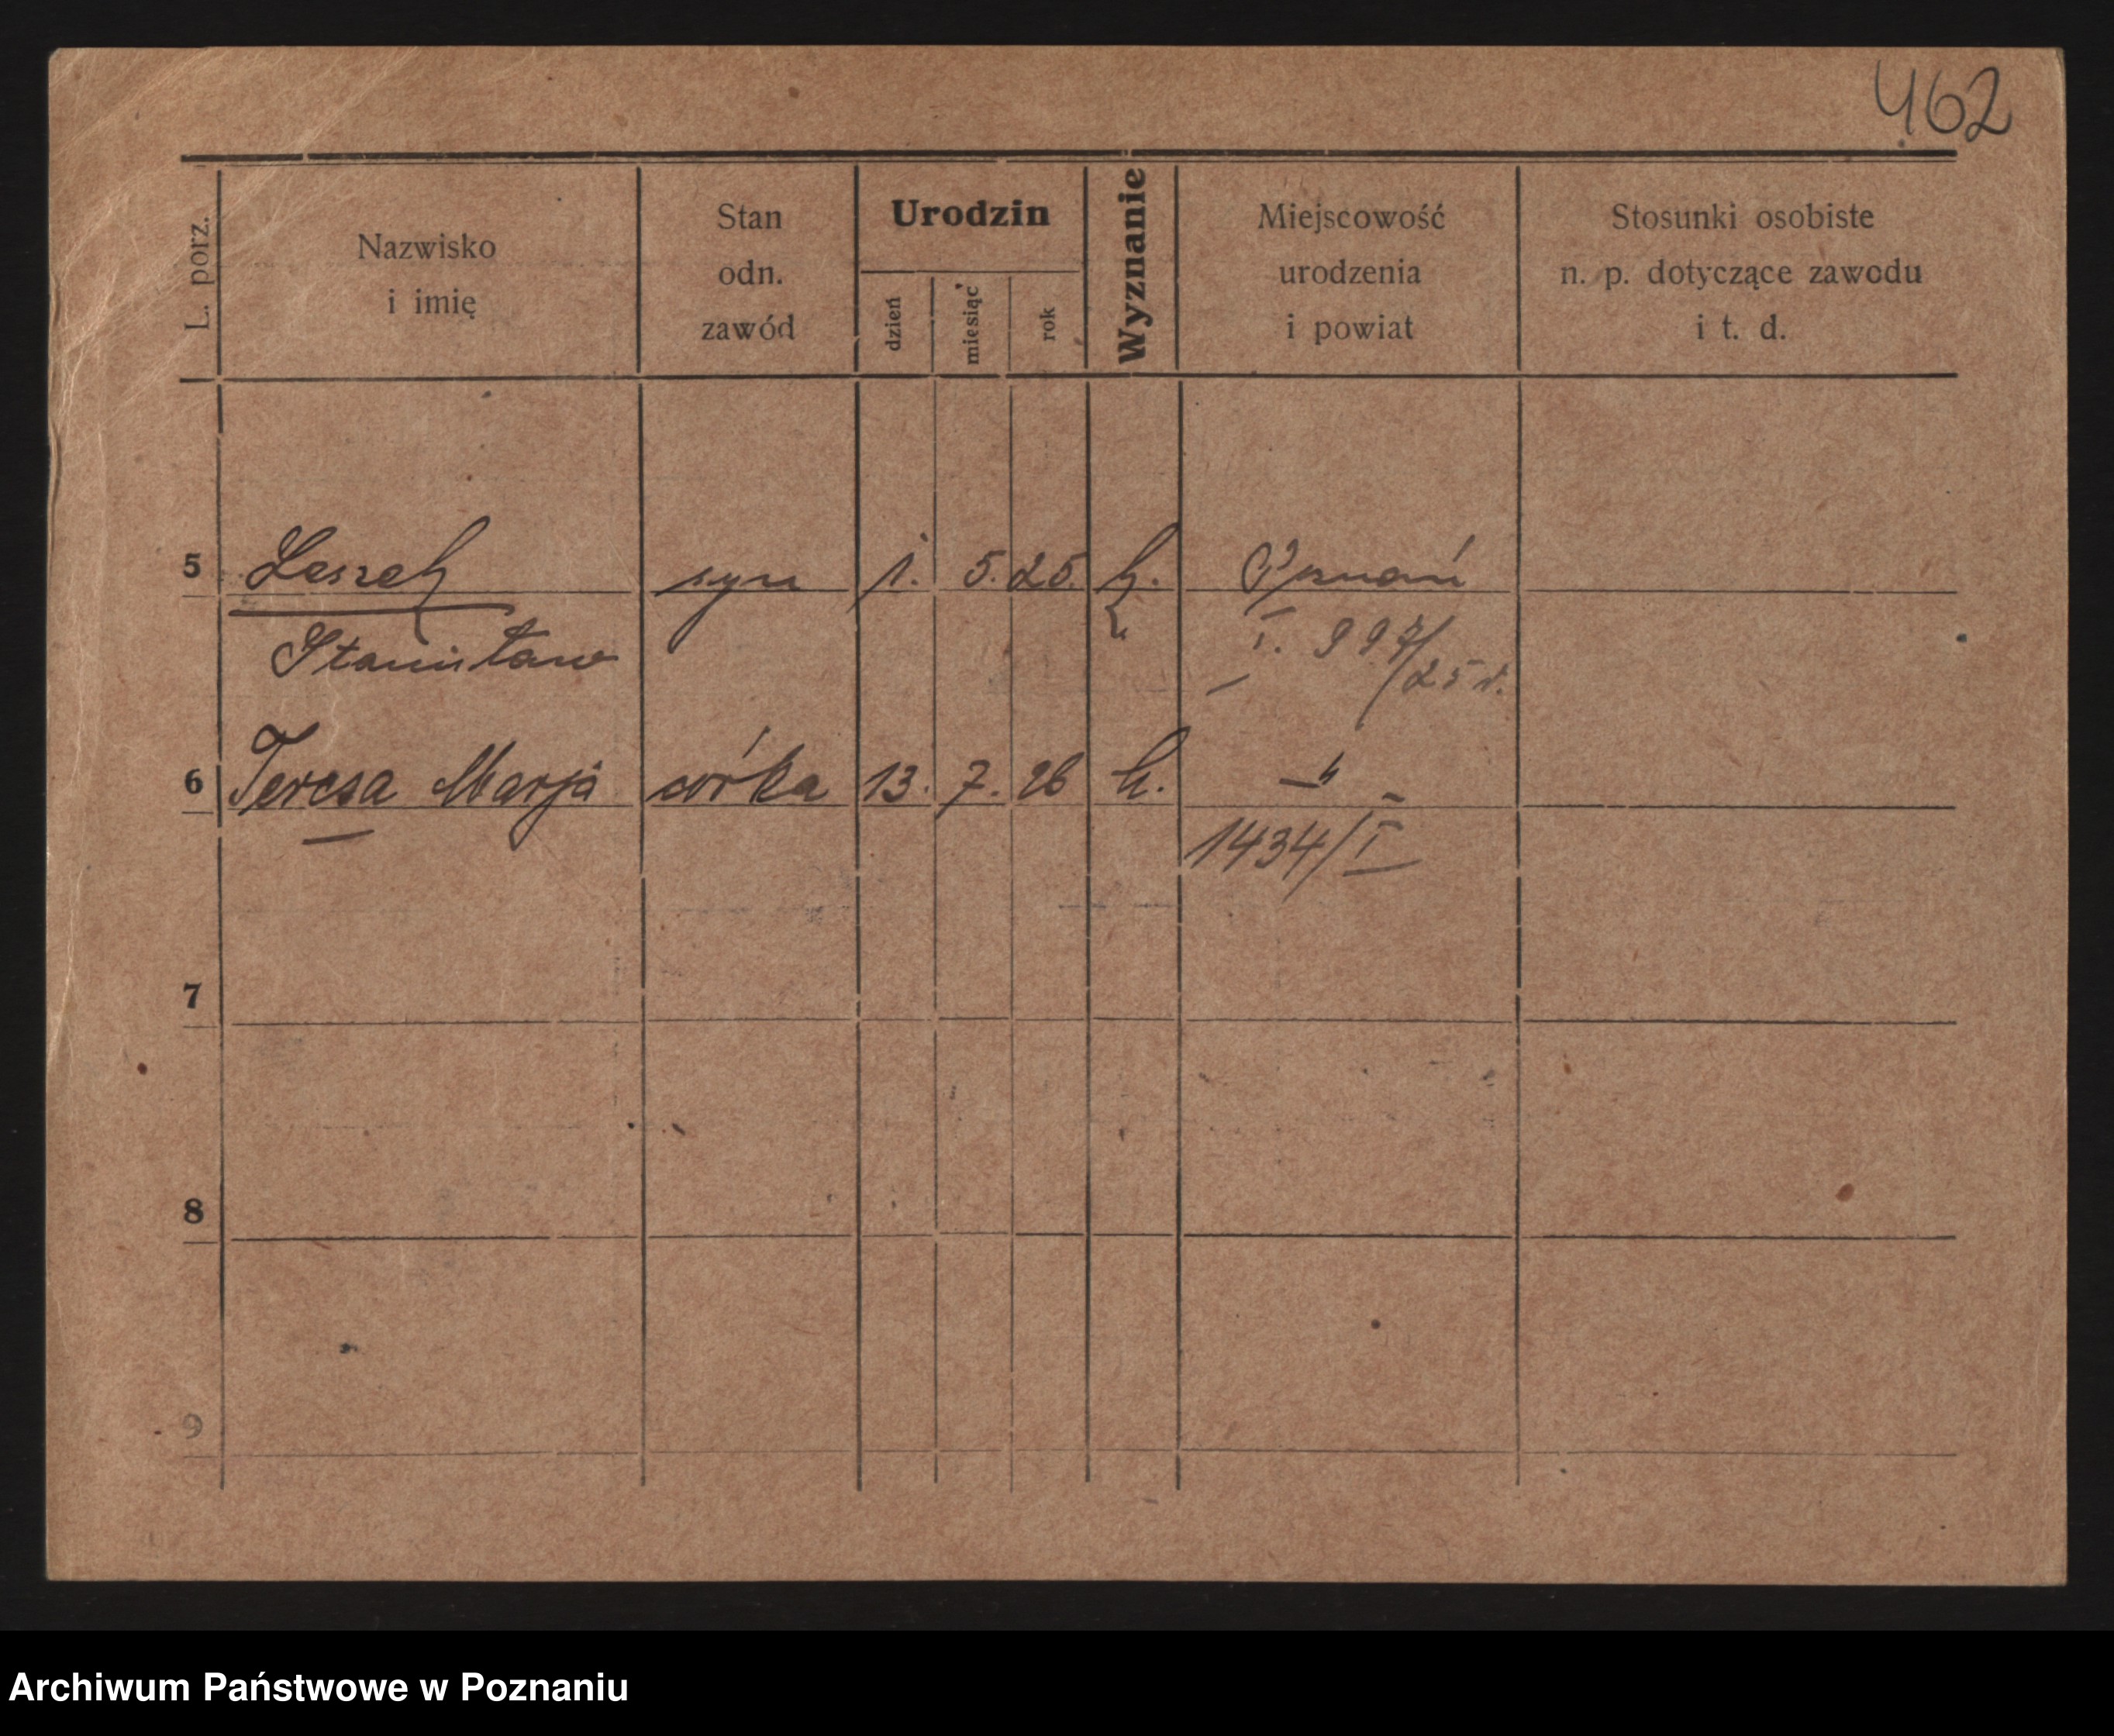 462
L. porz.
Nazwisko
i imię
Stan
odn.
zawód
Urodzin
dzień
miesiąc
rok
Wyznanie
Miejscowość
urodzenia
i powiat
Stosunki osobiste
n. p. dotyczące zawodu
i t. d.
5 Leszek syn 1. 5. 25. k. Poznań
Stanisław I. 997/25
6 Teresa Marja córka 13. 7. 26 k.
1434/I
7
8
9
Archiwum Państwowe w Poznaniu